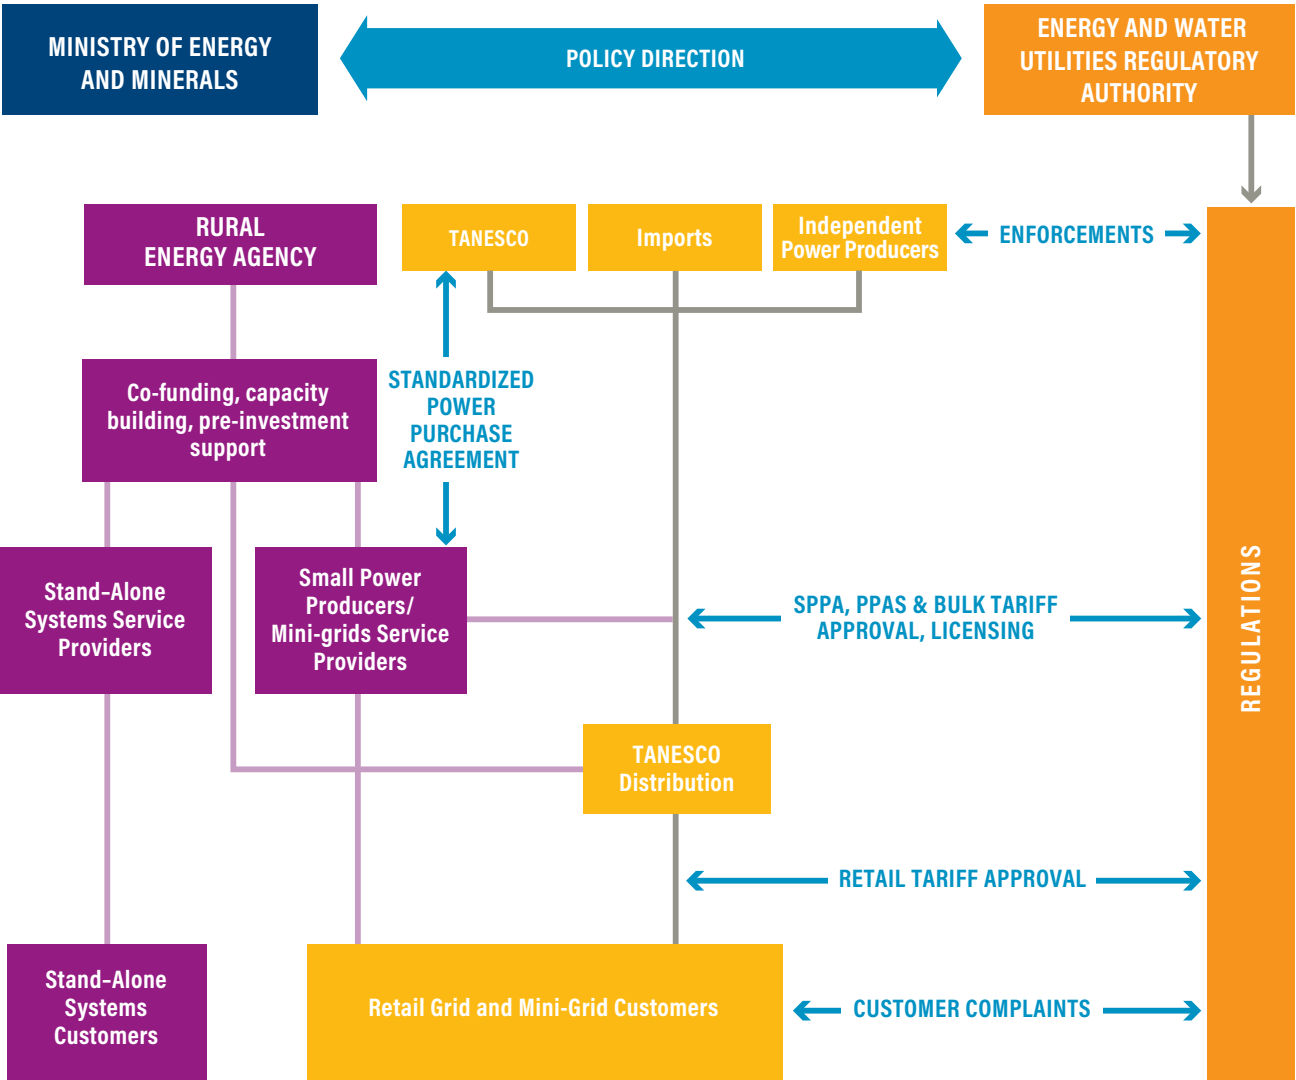 MINISTRY OF ENERGY
AND MINERALS
POLICY DIRECTION
ENERGY AND WATER
UTILITIES REGULATORY
AUTHORITY
RURAL
ENERGY AGENCY
TANESCO
Imports
Independent
Power Producers
ENFORCEMENTS
Co-funding, capacity
building, pre-investment
support
STANDARDIZED
POWER
PURCHASE
AGREEMENT
Stand-Alone
Systems Service
Providers
Small Power
Producers/
Mini-grids Service
Providers
SPPA, PPAS & BULK TARIFF
APPROVAL, LICENSING
REGULATIONS
TANESCO
Distribution
RETAIL TARIFF APPROVAL
Stand-Alone
Systems
Customers
Retail Grid and Mini-Grid Customers
CUSTOMER COMPLAINTS